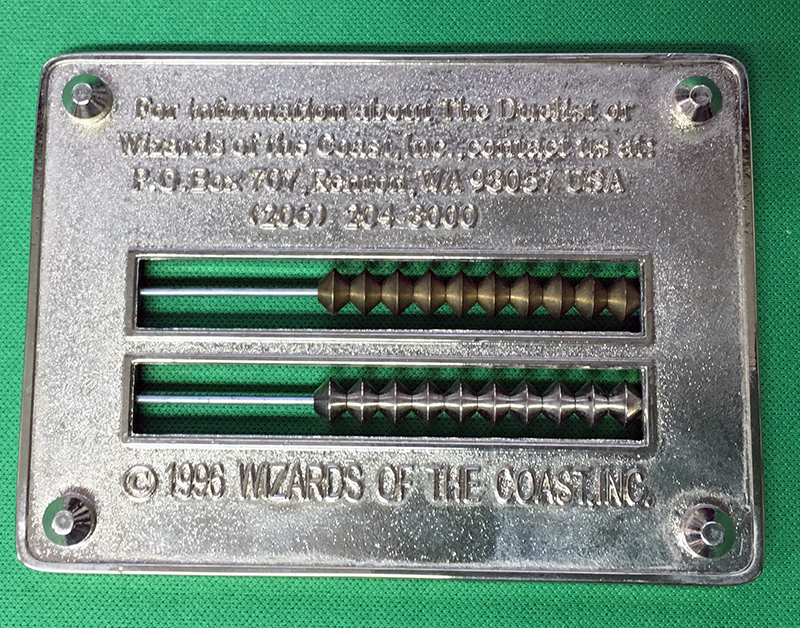 For information about The Duelist or
Wizards of the Coast, Inc., contact us at:
P.O. Box 707, Renton, WA 98057 USA
(206) 204-8000
© 1996 WIZARDS OF THE COAST, INC.